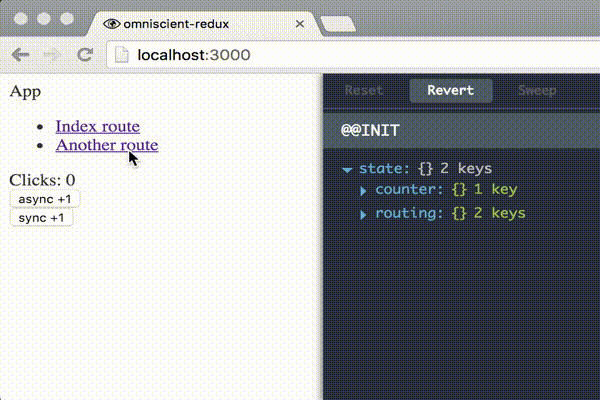 omniscient-redux
localhost:3000
App
Index route
Another route
Clicks: 0
async +1
sync +1
Reset Revert Sweep
@@INIT
state: {} 2 keys
counter: {} 1 key
routing: {} 2 keys